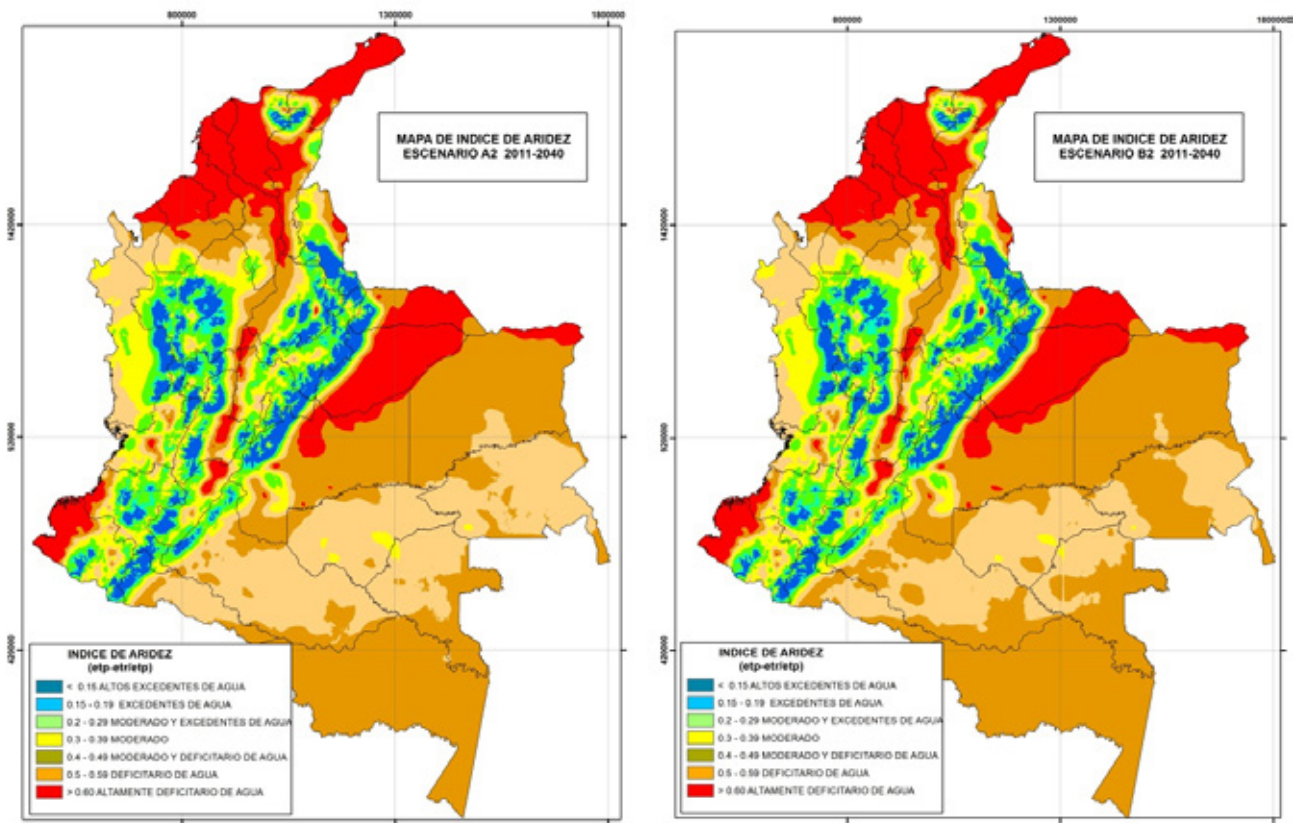 800000 1300000 1800000
MAPA DE INDICE DE ARIDEZ
ESCENARIO A2 2011-2040
1420000
920000
420000
INDICE DE ARIDEZ
(etp-etr/etp)
< 0.15 ALTOS EXCEDENTES DE AGUA
0.15 - 0.19 EXCEDENTES DE AGUA
0.2 - 0.29 MODERADO Y EXCEDENTES DE AGUA
0.3 - 0.39 MODERADO
0.4 - 0.49 MODERADO Y DEFICITARIO DE AGUA
0.5 - 0.59 DEFICITARIO DE AGUA
> 0.60 ALTAMENTE DEFICITARIO DE AGUA
800000 1300000 1800000
MAPA DE INDICE DE ARIDEZ
ESCENARIO B2 2011-2040
1420000
920000
420000
INDICE DE ARIDEZ
(etp-etr/etp)
< 0.15 ALTOS EXCEDENTES DE AGUA
0.15 - 0.19 EXCEDENTES DE AGUA
0.2 - 0.29 MODERADO Y EXCEDENTES DE AGUA
0.3 - 0.39 MODERADO
0.4 - 0.49 MODERADO Y DEFICITARIO DE AGUA
0.5 - 0.59 DEFICITARIO DE AGUA
> 0.60 ALTAMENTE DEFICITARIO DE AGUA